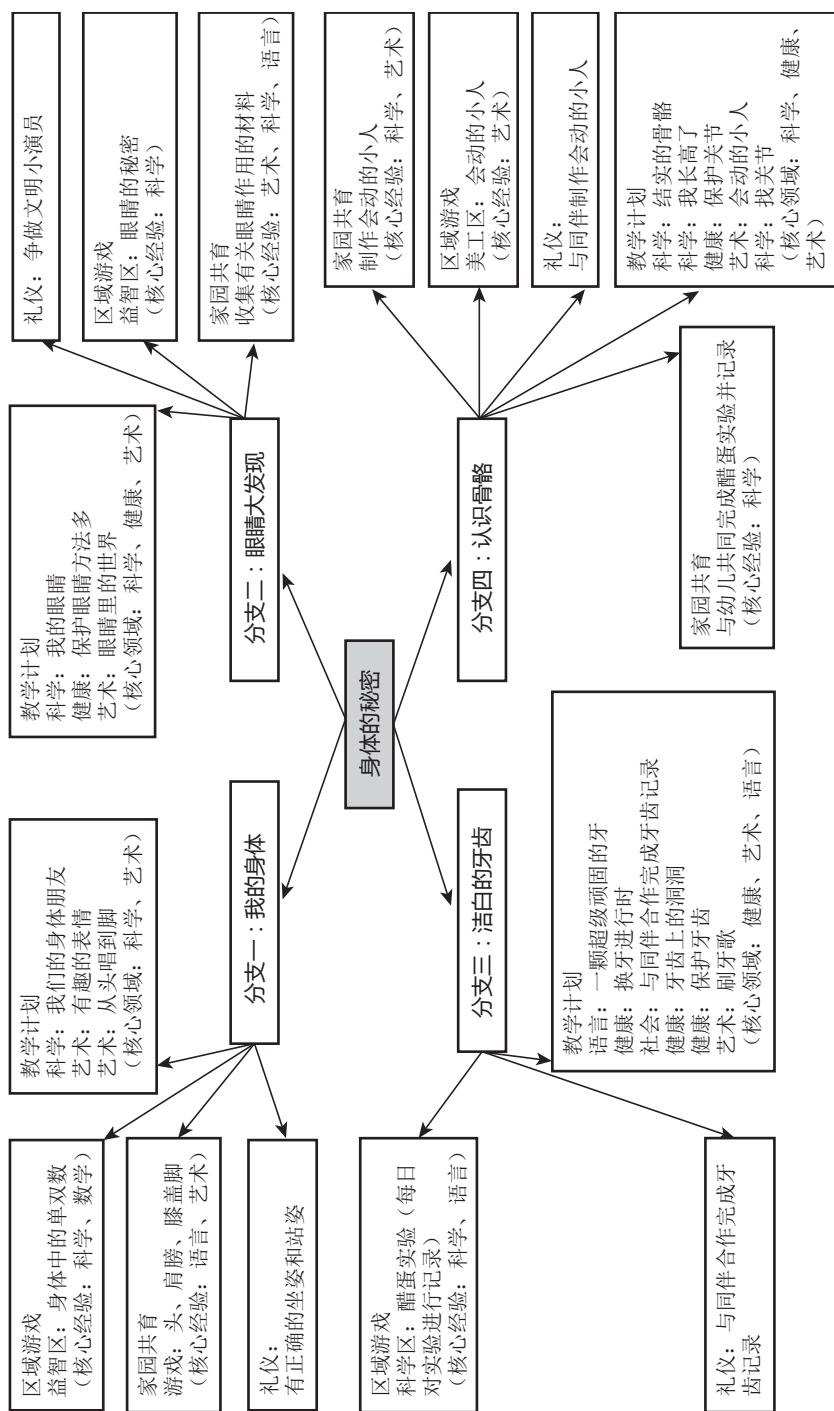 身体的秘密
分支一：我的身体
教学计划
科学：我们的身体朋友
艺术：有趣的表情
艺术：从头唱到脚
（核心领域：科学、艺术）
区域游戏
益智区：身体中的单双数
（核心经验：科学、数学）
家园共育
游戏：头、肩膀、膝盖脚
（核心经验：语言、艺术）
礼仪：
有正确的坐姿和站姿
分支二：眼睛大发现
教学计划
科学：我的眼睛
健康：保护眼睛方法多
艺术：眼睛里的世界
（核心领域：科学、健康、艺术）
礼仪：争做文明小演员
区域游戏
益智区：眼睛的秘密
（核心经验：科学）
家园共育
收集有关眼睛作用的材料
（核心经验：艺术、科学、语言）
分支三：洁白的牙齿
区域游戏
科学区：醋蛋实验（每日
对实验进行记录）
（核心经验：科学、语言）
教学计划
语言：一颗超级顽固的牙
健康：换牙进行时
社会：与同伴合作完成牙齿记录
健康：牙齿上的洞洞
健康：保护牙齿
艺术：刷牙歌
（核心领域：健康、艺术、语言）
礼仪：与同伴合作完成牙
齿记录
分支四：认识骨骼
家园共育
制作会动的小人
（核心经验：科学、艺术）
区域游戏
美工区：会动的小人
（核心经验：艺术）
礼仪：
与同伴制作会动的小人
教学计划
科学：结实的骨骼
科学：我长高了
健康：保护关节
艺术：会动的小人
科学：找关节
（核心领域：科学、健康、
艺术）
家园共育
与幼儿共同完成醋蛋实验并记录
（核心经验：科学）